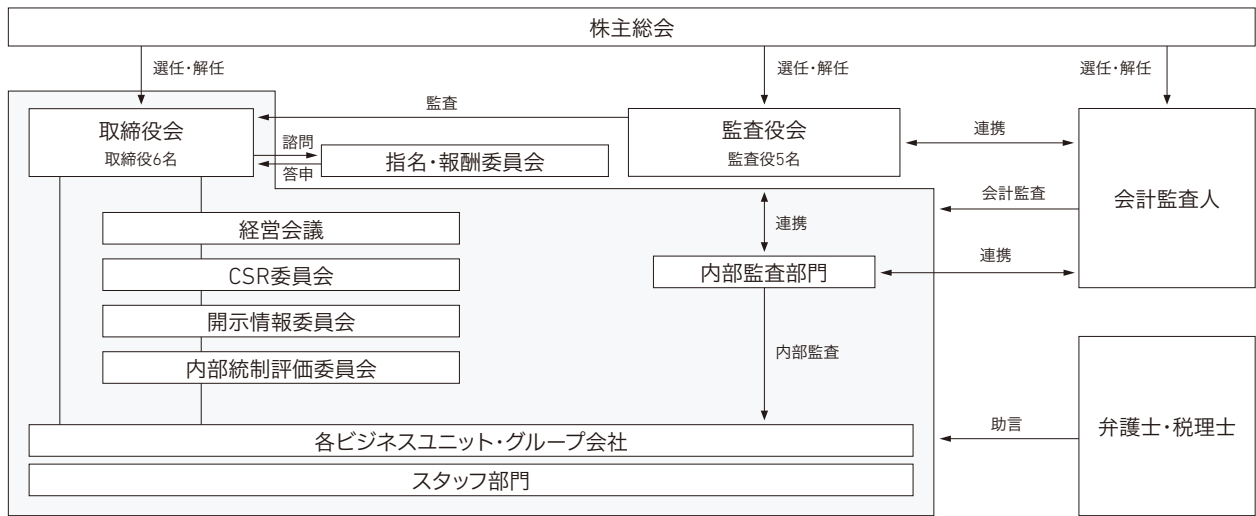 株主総会
選任・解任
選任・解任
選任・解任
取締役会
取締役6名
監査
諮問
答申
指名・報酬委員会
監査役会
監査役5名
連携
会計監査人
会計監査
経営会議
CSR委員会
開示情報委員会
内部統制評価委員会
連携
内部監査部門
連携
内部監査
各ビジネスユニット・グループ会社
スタッフ部門
助言
弁護士・税理士